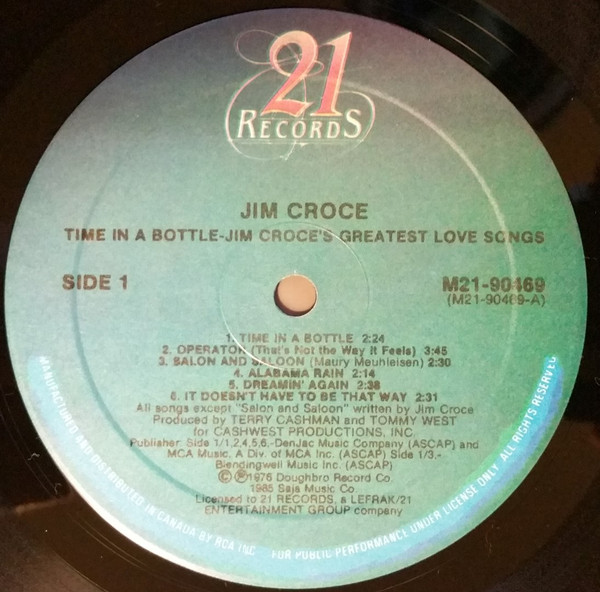 21
RECORDS
JIM CROCE
TIME IN A BOTTLE-JIM CROCE'S GREATEST LOVE SONGS
SIDE 1
M21-90469
(M21-90469-A)
1. TIME IN A BOTTLE 2:24
2. OPERATOR (That's Not the Way it Feels) 3:45
3. SALON AND SALOON (Maury Meuhleisen) 2:30
4. ALABAMA RAIN 2:14
5. DREAMIN' AGAIN 2:38
6. IT DOESN'T HAVE TO BE THAT WAY 2:31
All songs except "Salon and Saloon" written by Jim Croce
Produced by TERRY CASHMAN and TOMMY WEST
for CASHWEST PRODUCTIONS, INC.
Publisher: Side 1/1,2,4,5,6,-DenJac Music Company (ASCAP) and
MCA Music, A Div. of MCA Inc. (ASCAP) Side 1/3.-
Blendingwell Music Inc. (ASCAP)
©℗1976 Doughbro Record Co.
1985 Saja Music Co
Licensed to 21 RECORDS, a LEFRAK/21
ENTERTAINMENT GROUP company
MANUFACTURED AND DISTRIBUTED IN CANADA BY RCA INC FOR PUBLIC PERFORMANCE UNDER LICENSE ONLY ALL RIGHTS RESERVED